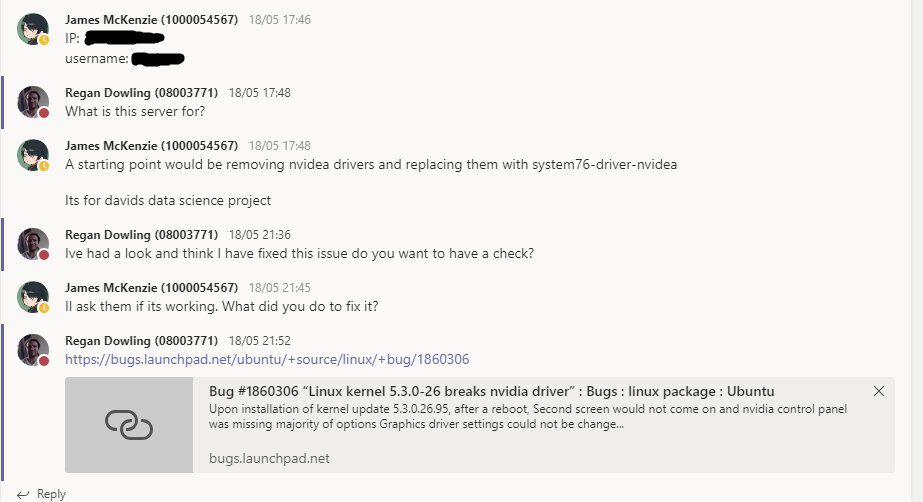 James McKenzie (1000054567) 18/05 17:46
IP:
username:
Regan Dowling (08003771) 18/05 17:48
What is this server for?
James McKenzie (1000054567) 18/05 17:48
A starting point would be removing nvidea drivers and replacing them with system76-driver-nvidea
Its for davids data science project
Regan Dowling (08003771) 18/05 21:36
Ive had a look and think I have fixed this issue do you want to have a check?
James McKenzie (1000054567) 18/05 21:45
Il ask them if its working. What did you do to fix it?
Regan Dowling (08003771) 18/05 21:52
https://bugs.launchpad.net/ubuntu/+source/linux/+bug/1860306
Bug #1860306 “Linux kernel 5.3.0-26 breaks nvidia driver” : Bugs : linux package : Ubuntu
Upon installation of kernel update 5.3.0.26.95, after a reboot, Second screen would not come on and nvidia control panel
was missing majority of options Graphics driver settings could not be change...
bugs.launchpad.net
Reply